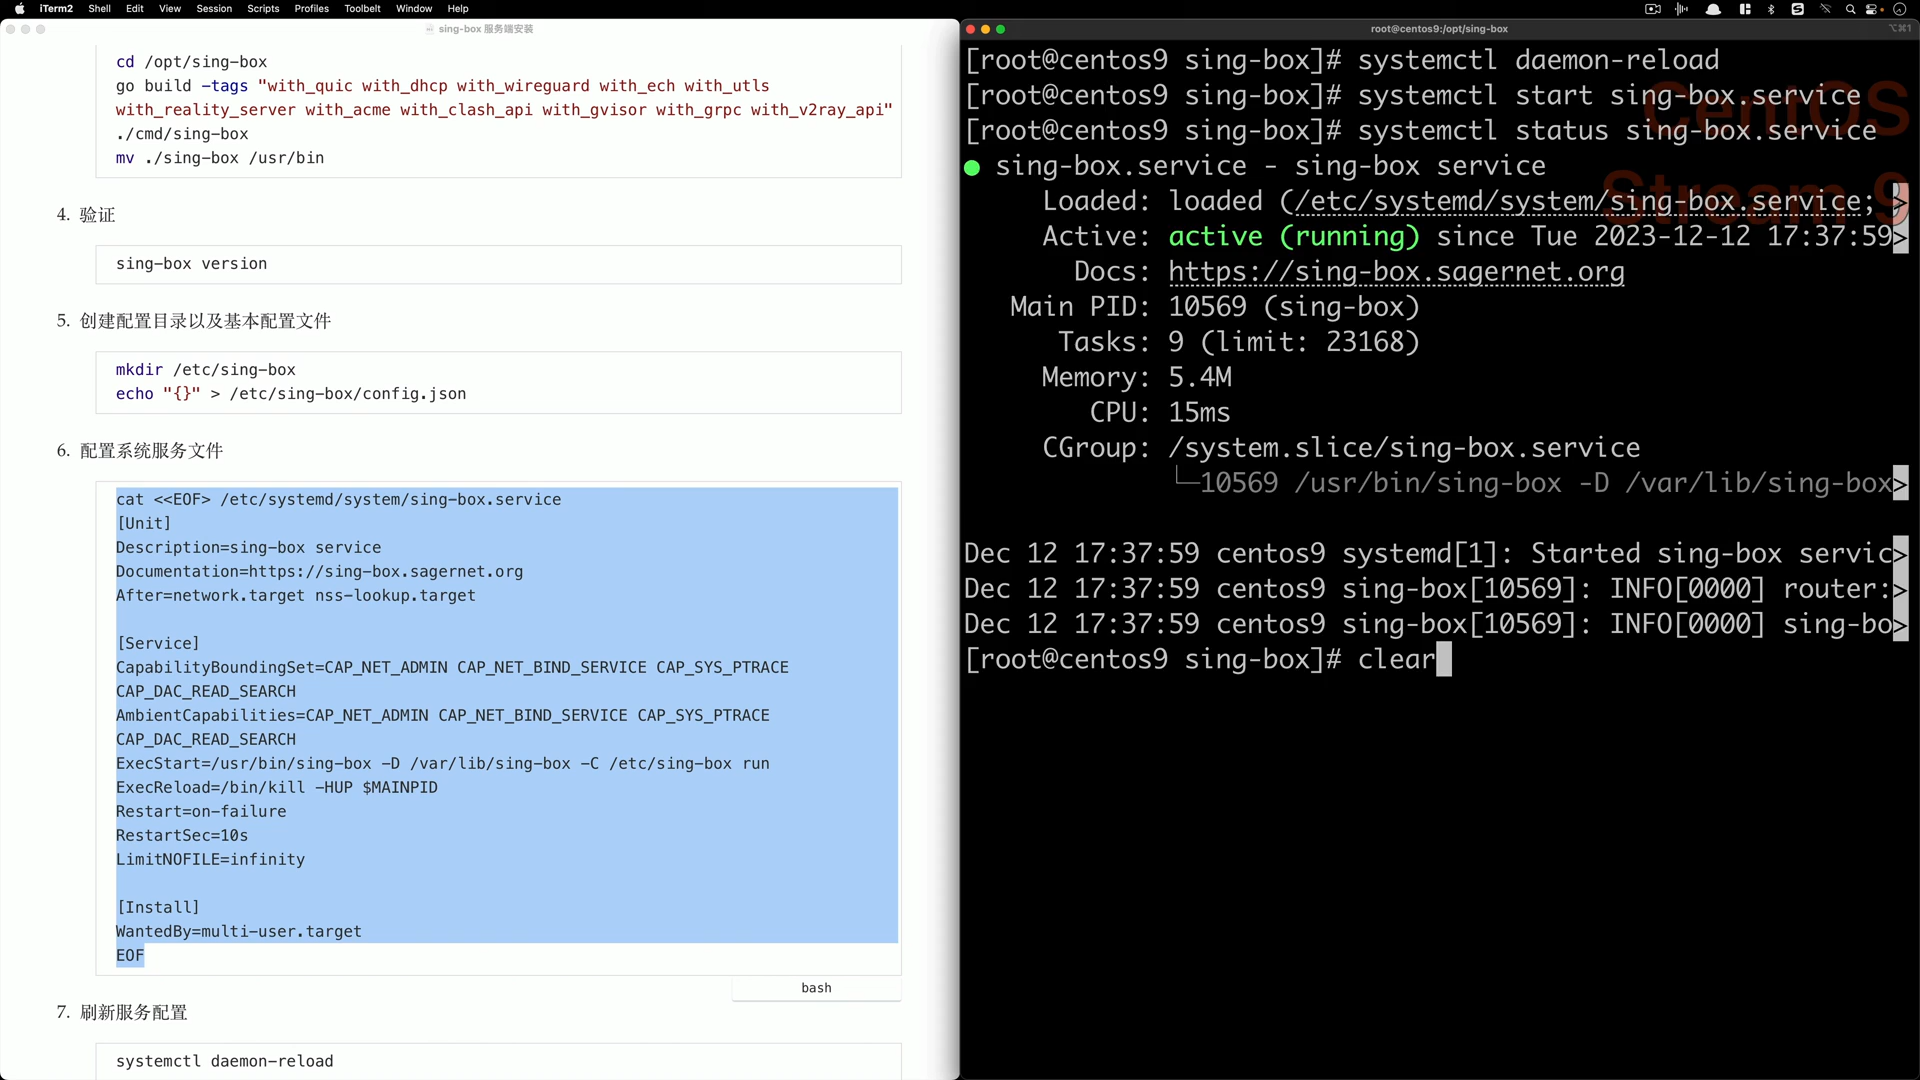 iTerm2 Shell Edit View Session Scripts Profiles Toolbelt Window Help
sing-box 服务端安装
cd /opt/sing-box
go build -tags "with_quic with_dhcp with_wireguard with_ech with_utls
with_reality_server with_acme with_clash_api with_gvisor with_grpc with_v2ray_api"
./cmd/sing-box
mv ./sing-box /usr/bin
4. 验证
sing-box version
5. 创建配置目录以及基本配置文件
mkdir /etc/sing-box
echo "{}" > /etc/sing-box/config.json
6. 配置系统服务文件
cat <<EOF> /etc/systemd/system/sing-box.service
[Unit]
Description=sing-box service
Documentation=https://sing-box.sagernet.org
After=network.target nss-lookup.target
[Service]
CapabilityBoundingSet=CAP_NET_ADMIN CAP_NET_BIND_SERVICE CAP_SYS_PTRACE
CAP_DAC_READ_SEARCH
AmbientCapabilities=CAP_NET_ADMIN CAP_NET_BIND_SERVICE CAP_SYS_PTRACE
CAP_DAC_READ_SEARCH
ExecStart=/usr/bin/sing-box -D /var/lib/sing-box -C /etc/sing-box run
ExecReload=/bin/kill -HUP $MAINPID
Restart=on-failure
RestartSec=10s
LimitNOFILE=infinity
[Install]
WantedBy=multi-user.target
EOF
bash
7. 刷新服务配置
systemctl daemon-reload
root@centos9:/opt/sing-box
⌥⌘1
[root@centos9 sing-box]# systemctl daemon-reload
[root@centos9 sing-box]# systemctl start sing-box.service
[root@centos9 sing-box]# systemctl status sing-box.service
● sing-box.service - sing-box service
Loaded: loaded (/etc/systemd/system/sing-box.service; >
Active: active (running) since Tue 2023-12-12 17:37:59>
Docs: https://sing-box.sagernet.org
Main PID: 10569 (sing-box)
Tasks: 9 (limit: 23168)
Memory: 5.4M
CPU: 15ms
CGroup: /system.slice/sing-box.service
└─10569 /usr/bin/sing-box -D /var/lib/sing-box>
Dec 12 17:37:59 centos9 systemd[1]: Started sing-box servic>
Dec 12 17:37:59 centos9 sing-box[10569]: INFO[0000] router:>
Dec 12 17:37:59 centos9 sing-box[10569]: INFO[0000] sing-bo>
[root@centos9 sing-box]# clear
CentOS
Stream 9